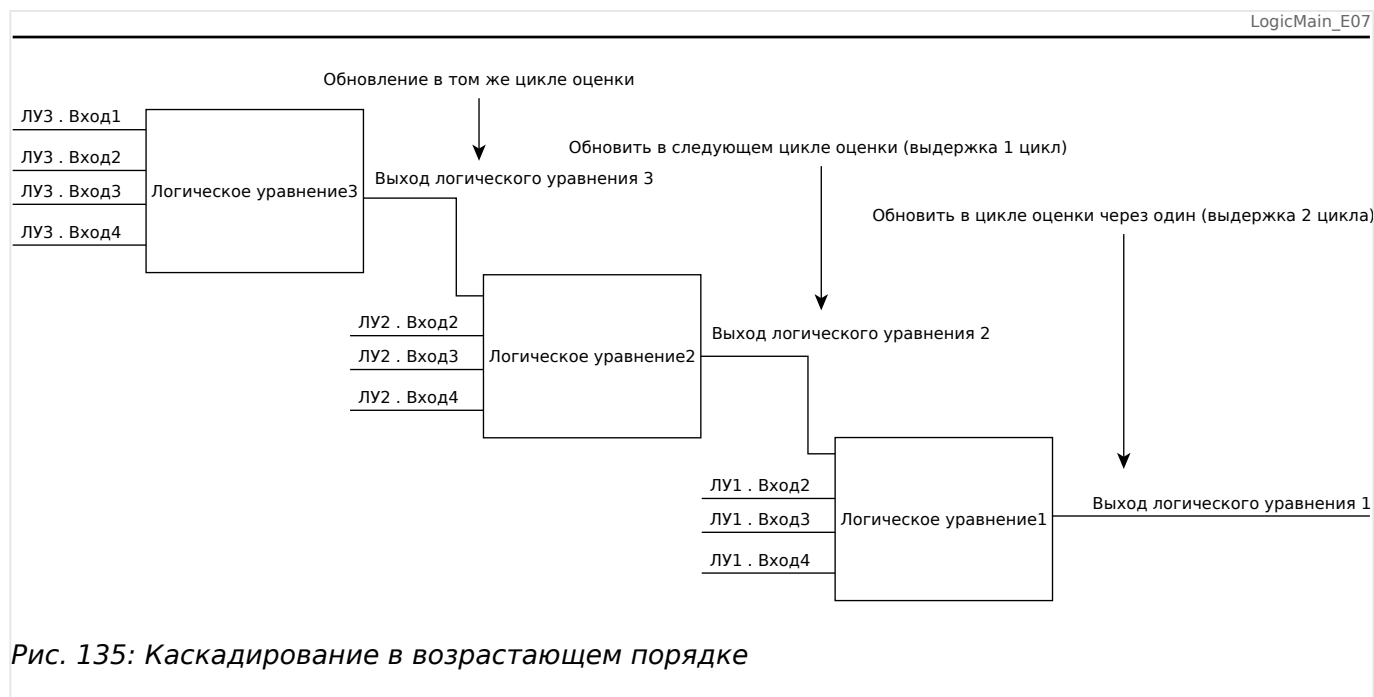 LogicMain_E07
Обновление в том же цикле оценки
ЛУ3 . Вход1
ЛУ3 . Вход2
ЛУ3 . Вход3
ЛУ3 . Вход4
Логическое уравнение3
Выход логического уравнения 3
Обновить в следующем цикле оценки (выдержка 1 цикл)
Обновить в цикле оценки через один (выдержка 2 цикла)
ЛУ2 . Вход2
ЛУ2 . Вход3
ЛУ2 . Вход4
Логическое уравнение2
Выход логического уравнения 2
ЛУ1 . Вход2
ЛУ1 . Вход3
ЛУ1 . Вход4
Логическое уравнение1
Выход логического уравнения 1
Рис. 135: Каскадирование в возрастающем порядке